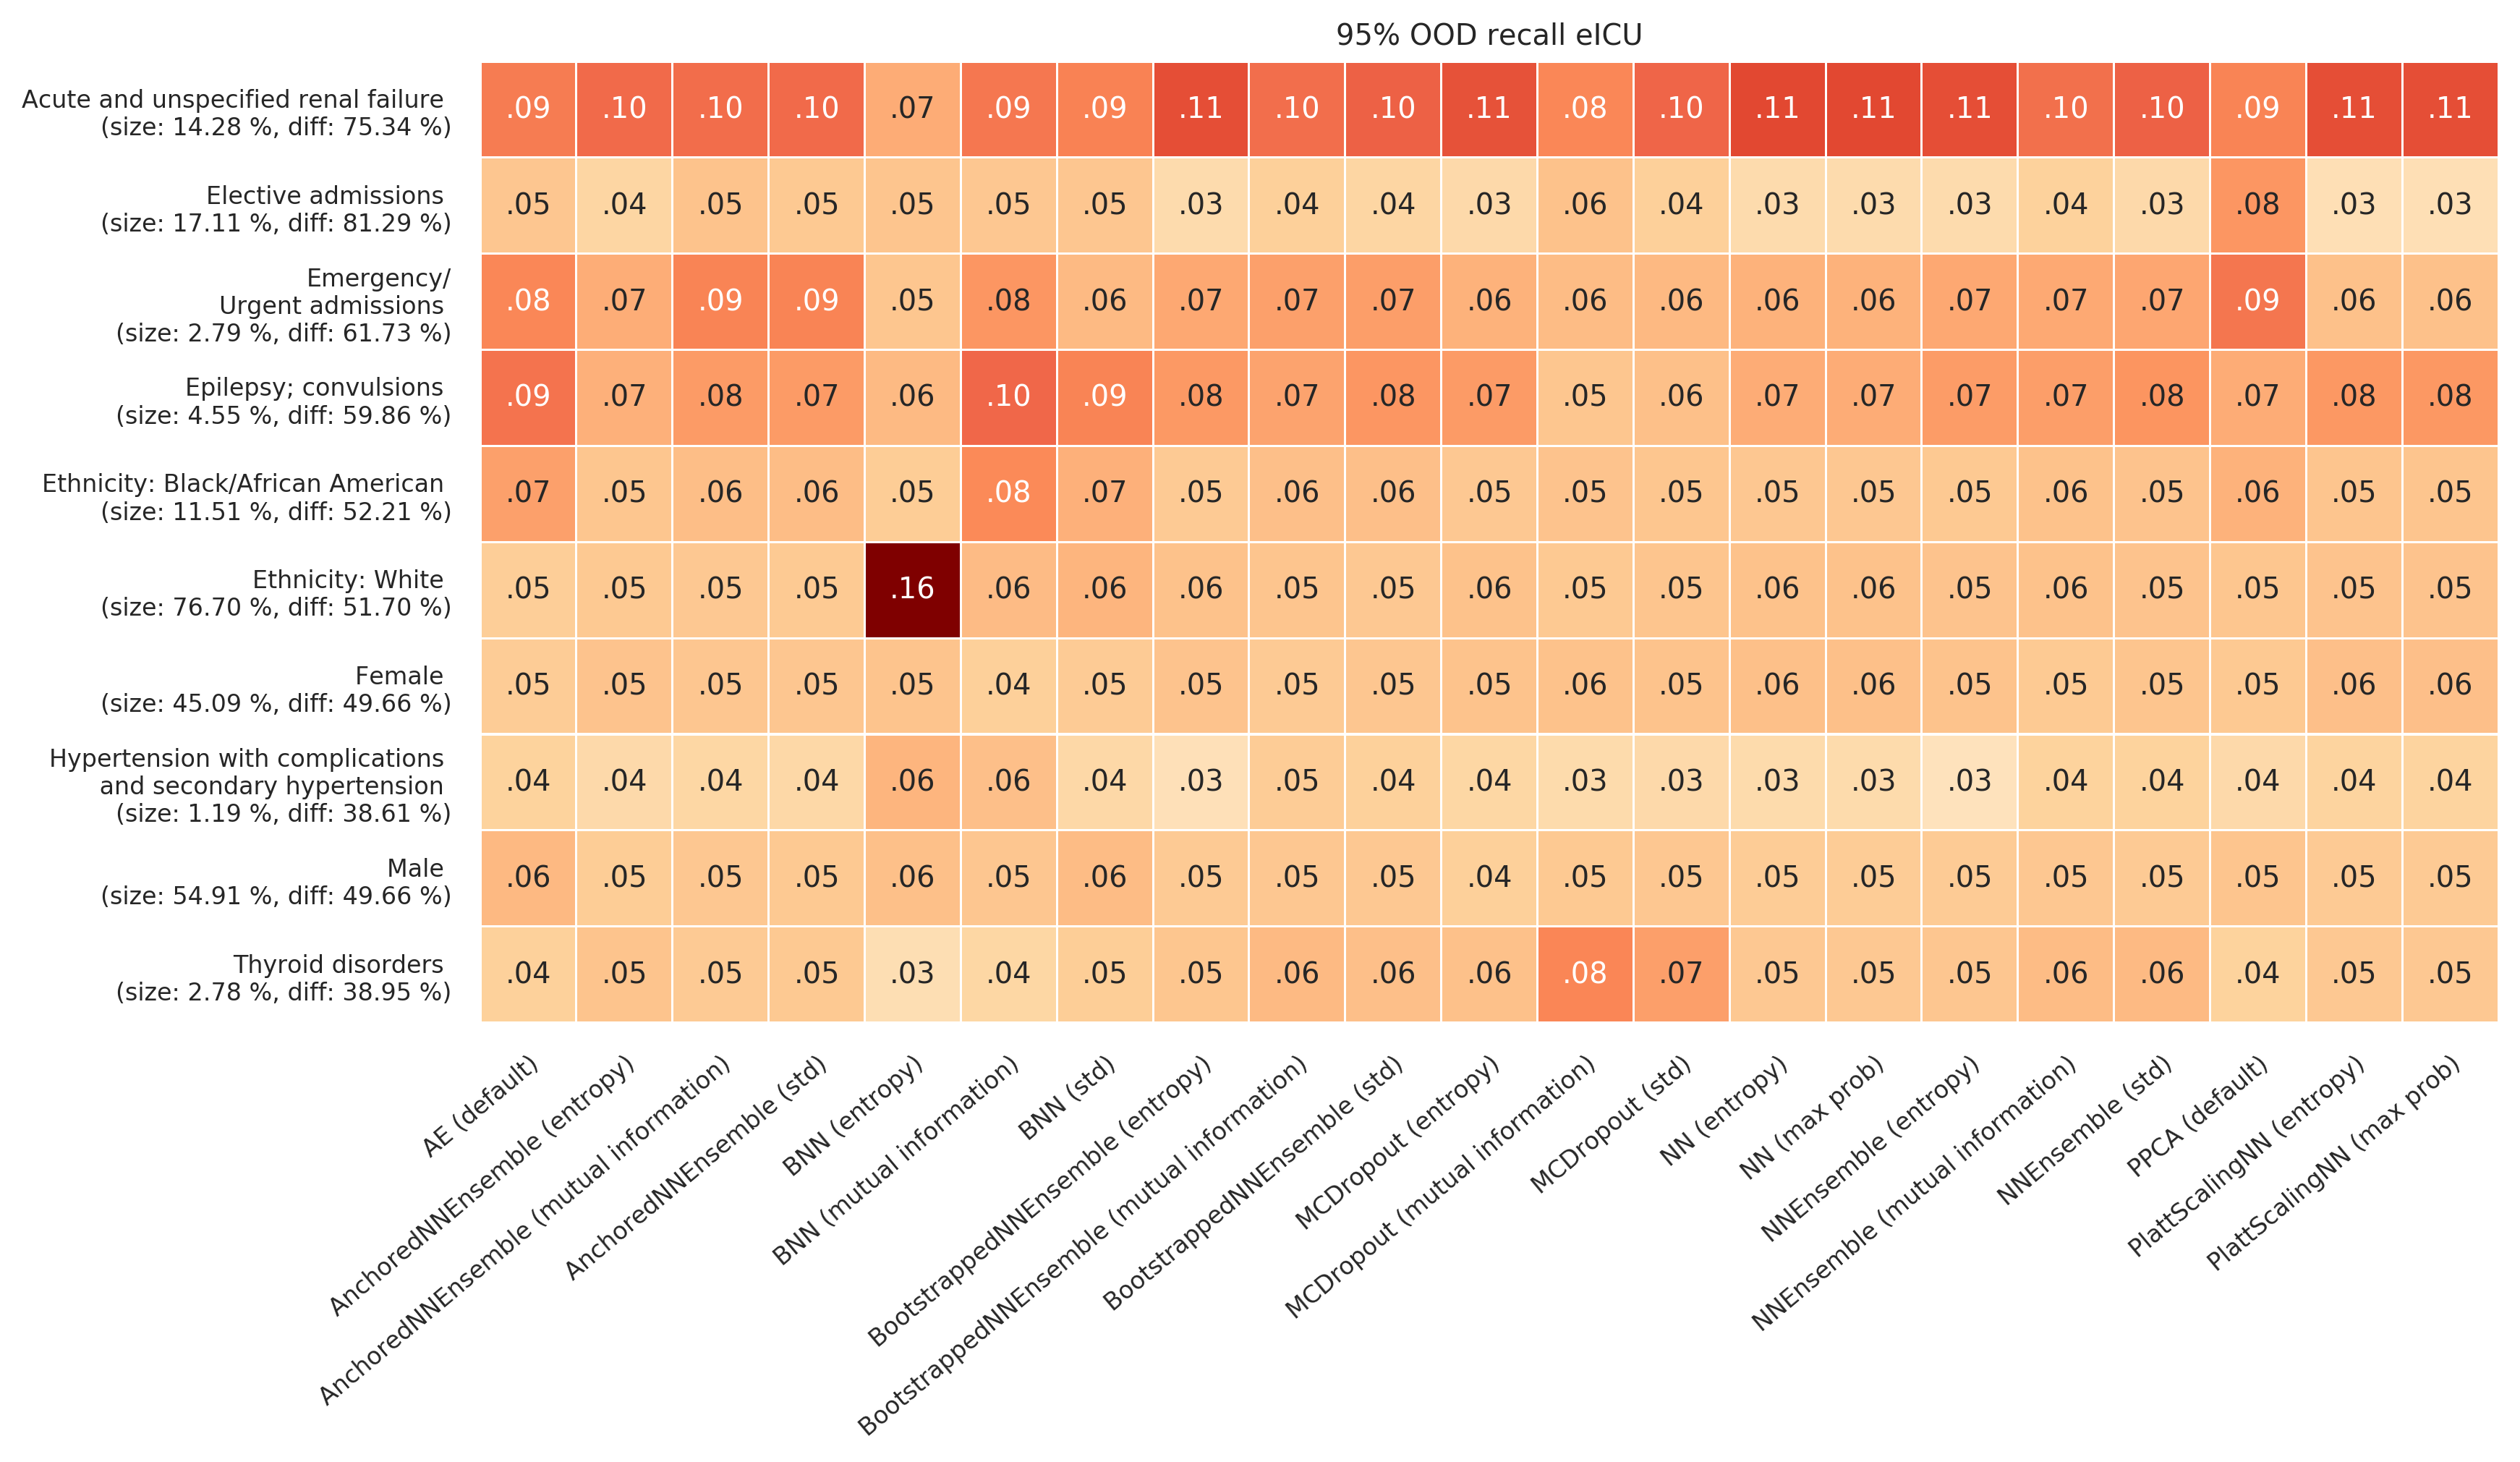 95% OOD recall eICU
Acute and unspecified renal failure
(size: 14.28 %, diff: 75.34 %)
.09 .10 .10 .10 .07 .09 .09 .11 .10 .10 .11 .08 .10 .11 .11 .11 .10 .10 .09 .11 .11
Elective admissions
(size: 17.11 %, diff: 81.29 %)
.05 .04 .05 .05 .05 .05 .05 .03 .04 .04 .03 .06 .04 .03 .03 .03 .04 .03 .08 .03 .03
Emergency/
Urgent admissions
(size: 2.79 %, diff: 61.73 %)
.08 .07 .09 .09 .05 .08 .06 .07 .07 .07 .06 .06 .06 .06 .06 .07 .07 .07 .09 .06 .06
Epilepsy; convulsions
(size: 4.55 %, diff: 59.86 %)
.09 .07 .08 .07 .06 .10 .09 .08 .07 .08 .07 .05 .06 .07 .07 .07 .07 .08 .07 .08 .08
Ethnicity: Black/African American
(size: 11.51 %, diff: 52.21 %)
.07 .05 .06 .06 .05 .08 .07 .05 .06 .06 .05 .05 .05 .05 .05 .05 .06 .05 .06 .05 .05
Ethnicity: White
(size: 76.70 %, diff: 51.70 %)
.05 .05 .05 .05 .16 .06 .06 .06 .05 .05 .06 .05 .05 .06 .06 .05 .06 .05 .05 .05 .05
Female
(size: 45.09 %, diff: 49.66 %)
.05 .05 .05 .05 .05 .04 .05 .05 .05 .05 .05 .06 .05 .06 .06 .05 .05 .05 .05 .06 .06
Hypertension with complications
and secondary hypertension
(size: 1.19 %, diff: 38.61 %)
.04 .04 .04 .04 .06 .06 .04 .03 .05 .04 .04 .03 .03 .03 .03 .03 .04 .04 .04 .04 .04
Male
(size: 54.91 %, diff: 49.66 %)
.06 .05 .05 .05 .06 .05 .06 .05 .05 .05 .04 .05 .05 .05 .05 .05 .05 .05 .05 .05 .05
Thyroid disorders
(size: 2.78 %, diff: 38.95 %)
.04 .05 .05 .05 .03 .04 .05 .05 .06 .06 .06 .08 .07 .05 .05 .05 .06 .06 .04 .05 .05
AE (default)
AnchoredNNEnsemble (entropy)
AnchoredNNEnsemble (mutual information)
AnchoredNNEnsemble (std)
BNN (entropy)
BNN (mutual information)
BNN (std)
BootstrappedNNEnsemble (entropy)
BootstrappedNNEnsemble (mutual information)
BootstrappedNNEnsemble (std)
MCDropout (entropy)
MCDropout (mutual information)
MCDropout (std)
NN (entropy)
NN (max prob)
NNEnsemble (entropy)
NNEnsemble (mutual information)
NNEnsemble (std)
PPCA (default)
PlattScalingNN (entropy)
PlattScalingNN (max prob)